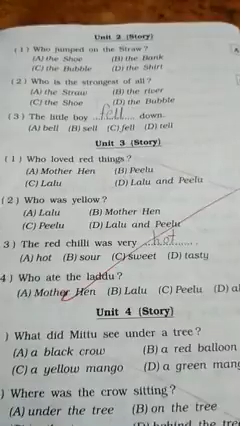 Unit 2 (Story)
(1) Who jumped on the Straw?
(A) the Shoe (B) the Bank
(C) the Bubble (D) the Shirt
(2) Who is the strongest of all?
(A) the Straw (B) the river
(C) the Shoe (D) the Bubble
(3) The little boy ...fell... down.
(A) bell (B) sell (C) fell (D) tell
Unit 3 (Story)
(1) Who loved red things?
(A) Mother Hen (B) Peelu
(C) Lalu (D) Lalu and Peelu
(2) Who was yellow?
(A) Lalu (B) Mother Hen
(C) Peelu (D) Lalu and Peelu
3) The red chilli was very ...hot...... .
(A) hot (B) sour (C) sweet (D) tasty
4) Who ate the laddu?
(A) Mother Hen (B) Lalu (C) Peelu (D)
Unit 4 (Story)
) What did Mittu see under a tree?
(A) a black crow (B) a red balloon
(C) a yellow mango (D) a green
) Where was the crow sitting?
(A) under the tree (B) on the tree
(D) behind the